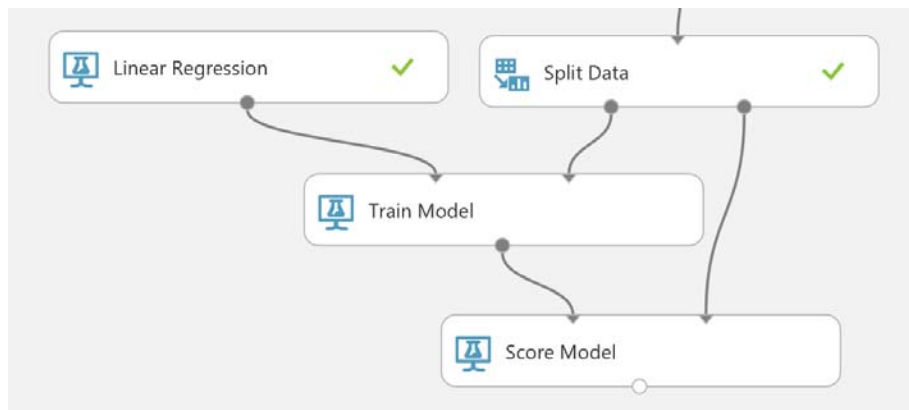 Linear Regression
Split Data
Train Model
Score Model